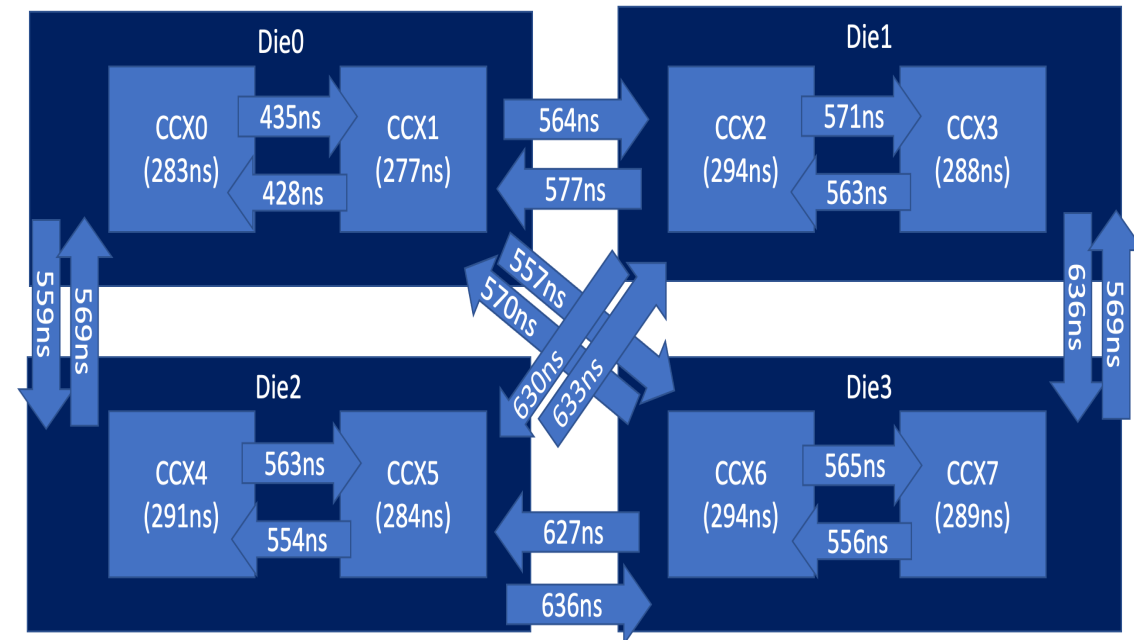 Die0
CCX0
(283ns)
435ns
428ns
CCX1
(277ns)
564ns
577ns
Die1
CCX2
(294ns)
571ns
563ns
CCX3
(288ns)
559ns
569ns
557ns
570ns
630ns
633ns
636ns
569ns
Die2
CCX4
(291ns)
563ns
554ns
CCX5
(284ns)
627ns
636ns
Die3
CCX6
(294ns)
565ns
556ns
CCX7
(289ns)